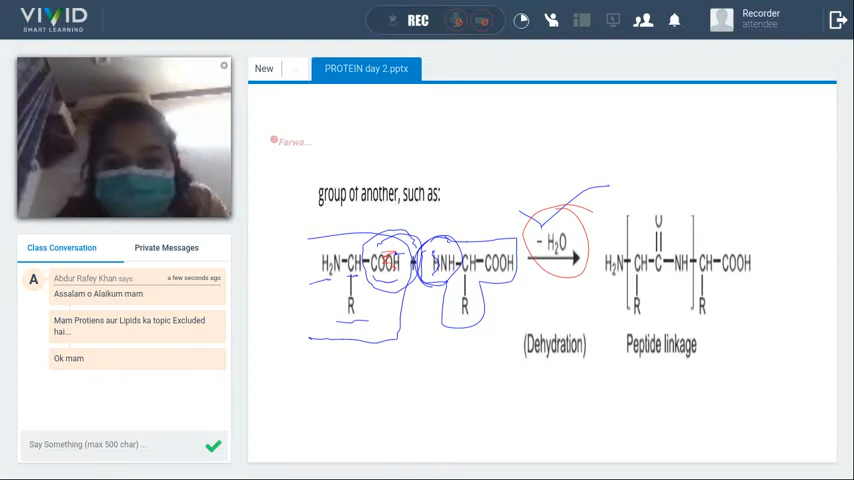 VIVID
SMART LEARNING
REC
Recorder
attendee
New
PROTEIN day 2.pptx
Farwa...
group of another, such as:
H₂N—CH—COOH + HNH—CH—COOH
R
R
- H₂O
(Dehydration)
O
H₂N—CH—C—NH—CH—COOH
R
R
Peptide linkage
Class Conversation
Private Messages
A
Abdur Rafey Khan says
a few seconds ago
Assalam o Alaikum mam
Mam Protiens aur Lipids ka topic Excluded
hai...
Ok mam
Say Something (max 500 char) ...